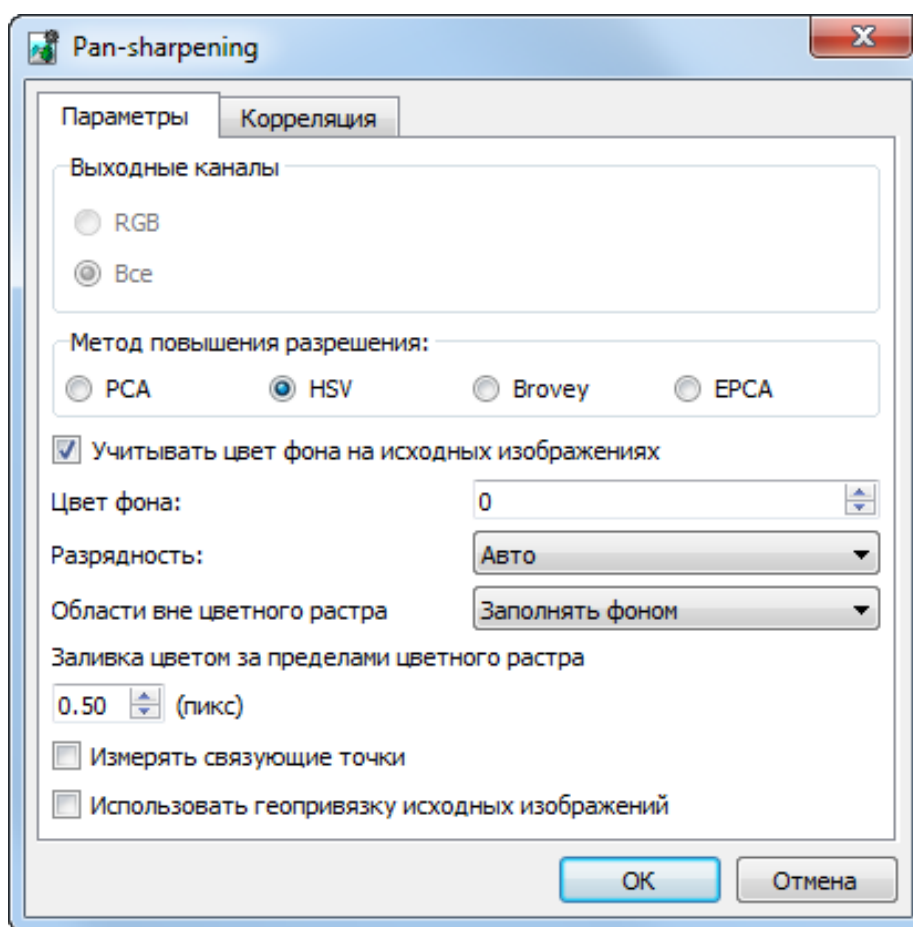 Pan-sharpening
Параметры Корреляция
Выходные каналы
RGB
Все
Метод повышения разрешения:
PCA HSV Brovey EPCA
Учитывать цвет фона на исходных изображениях
Цвет фона: 0
Разрядность: Авто
Области вне цветного растра Заполнять фоном
Заливка цветом за пределами цветного растра
0.50 (пикс)
Измерять связующие точки
Использовать геопривязку исходных изображений
OK Отмена